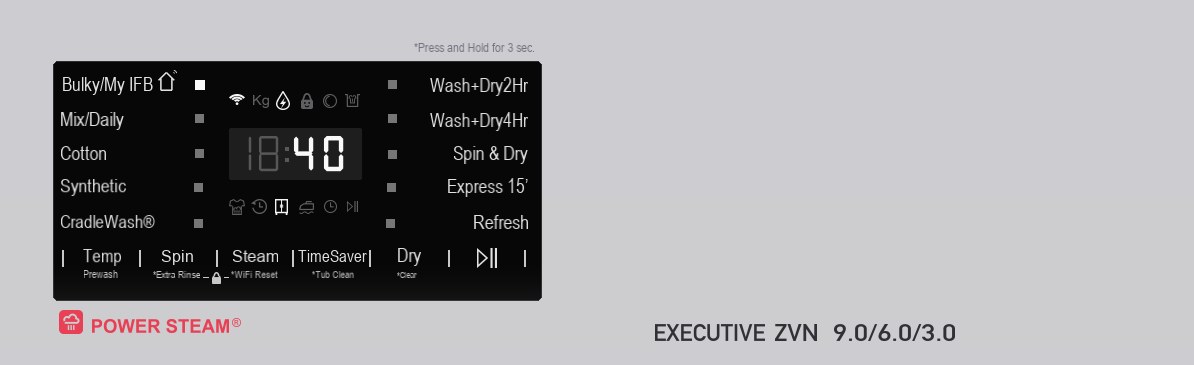 *Press and Hold for 3 sec.
Bulky/My IFB
Wash+Dry2Hr
Kg
Mix/Daily
Wash+Dry4Hr
Cotton
18:40
Spin & Dry
Synthetic
Express 15’
CradleWash®
Refresh
Temp Spin Steam TimeSaver Dry
Prewash *Extra Rinse *WiFi Reset *Tub Clean *Clear
POWER STEAM®
EXECUTIVE ZVN 9.0/6.0/3.0